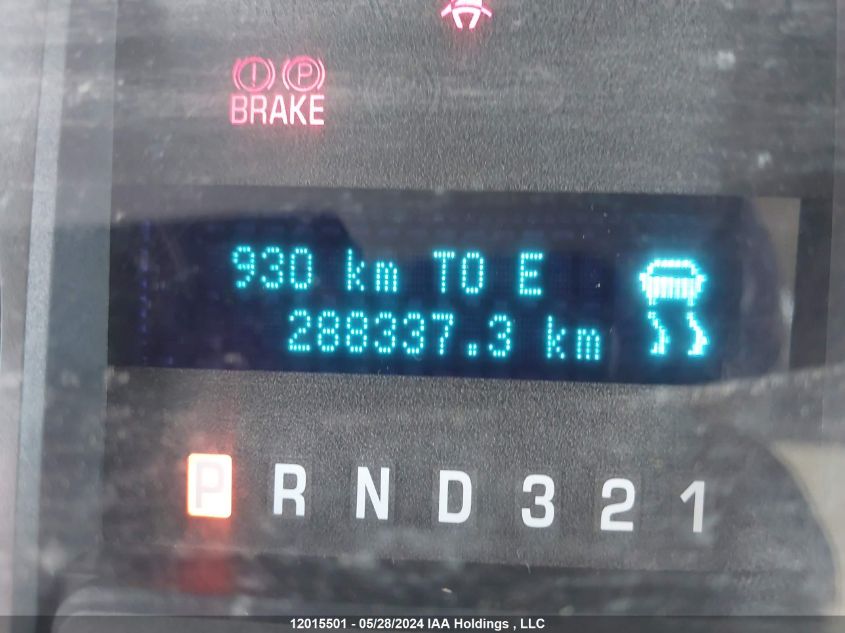 BRAKE
930 km TO E
288337.3 km
P R N D 3 2 1
12015501 - 05/28/2024 IAA Holdings , LLC